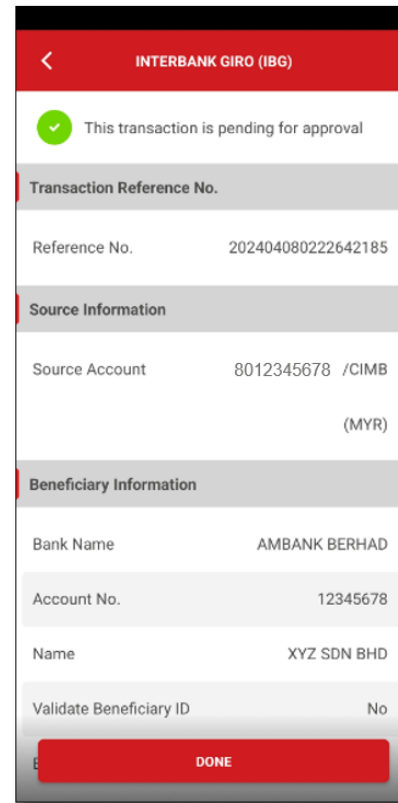 INTERBANK GIRO (IBG)
This transaction is pending for approval
Transaction Reference No.
Reference No. 202404080222642185
Source Information
Source Account 8012345678 /CIMB
(MYR)
Beneficiary Information
Bank Name AMBANK BERHAD
Account No. 12345678
Name XYZ SDN BHD
Validate Beneficiary ID No
DONE